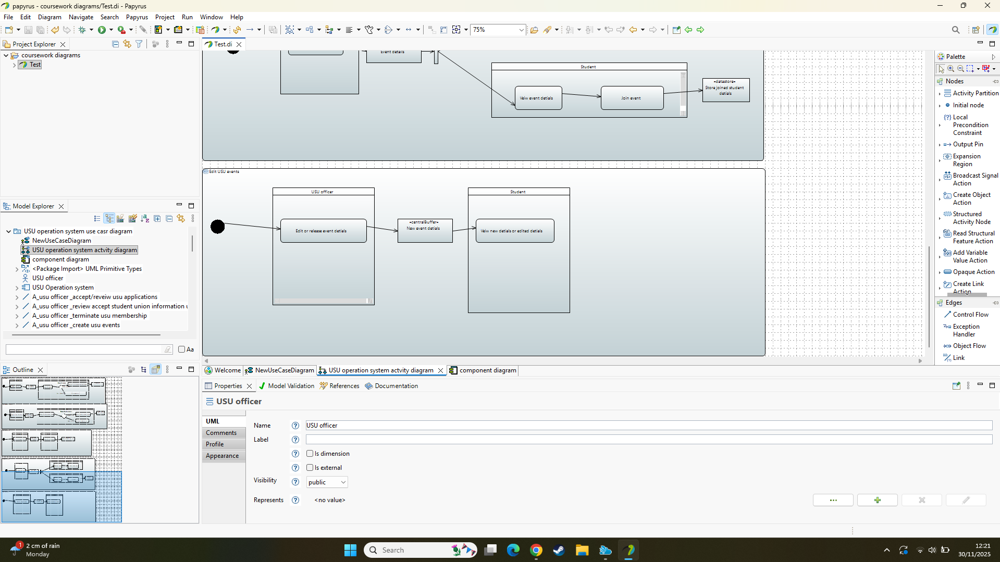 papyrus - coursework diagrams/Test.di - Papyrus
File Edit Diagram Navigate Search Papyrus Project Run Window Help
75%
Project Explorer
coursework diagrams
Test
Model Explorer
USU operation system use casr diagram
NewUseCaseDiagram
USU operation system actvity diagram
component diagram
<Package Import> UML Primitive Types
USU officer
USU Operation system
A_usu officer _accept/reveiw usu applications
A_usu officer _review accept student union information u
A_usu officer _terminate usu membership
A_usu officer _create usu events
Aa
Outline
Test.di
Event details
Student
Veiw event detials
Join event
«datastore»
Store joined student
detials
Edit USU events
USU officer
Edit or release event detials
«centralBuffer»
New event detials
Student
Veiw new detials or edited detials
Palette
Nodes
Activity Partition
Initial node
Local
Precondition
Constraint
Output Pin
Expansion
Region
Broadcast Signal
Action
Create Object
Action
Structured
Activity Node
Read Structural
Feature Action
Add Variable
Value Action
Opaque Action
Create Link
Action
Edges
Control Flow
Exception
Handler
Object Flow
Link
Welcome NewUseCaseDiagram USU operation system actvity diagram component diagram
Properties Model Validation References Documentation
USU officer
UML
Comments
Profile
Appearance
Name USU officer
Label
Is dimension
Is external
Visibility public
Represents <no value>
1
2 cm of rain
Monday
Search
12:21
30/11/2025